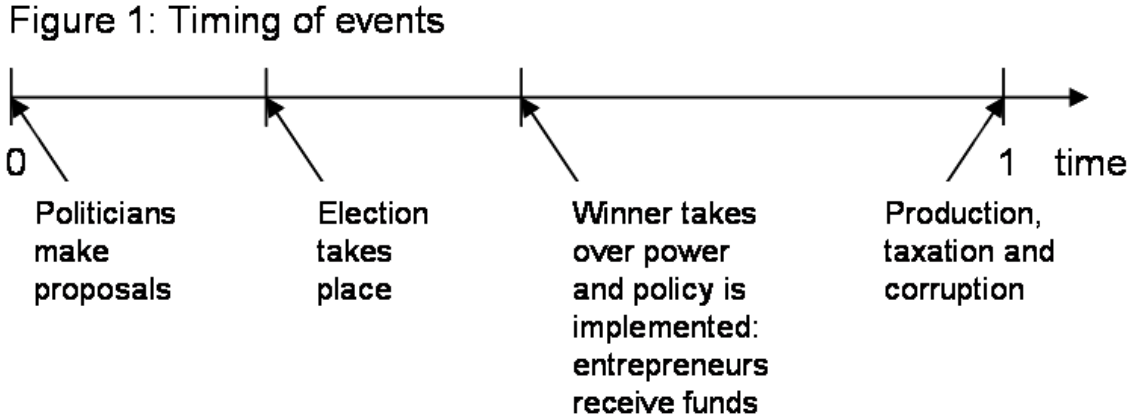 Figure 1: Timing of events
0
1
time
Politicians
make
proposals
Election
takes
place
Winner takes
over power
and policy is
implemented:
entrepreneurs
receive funds
Production,
taxation and
corruption